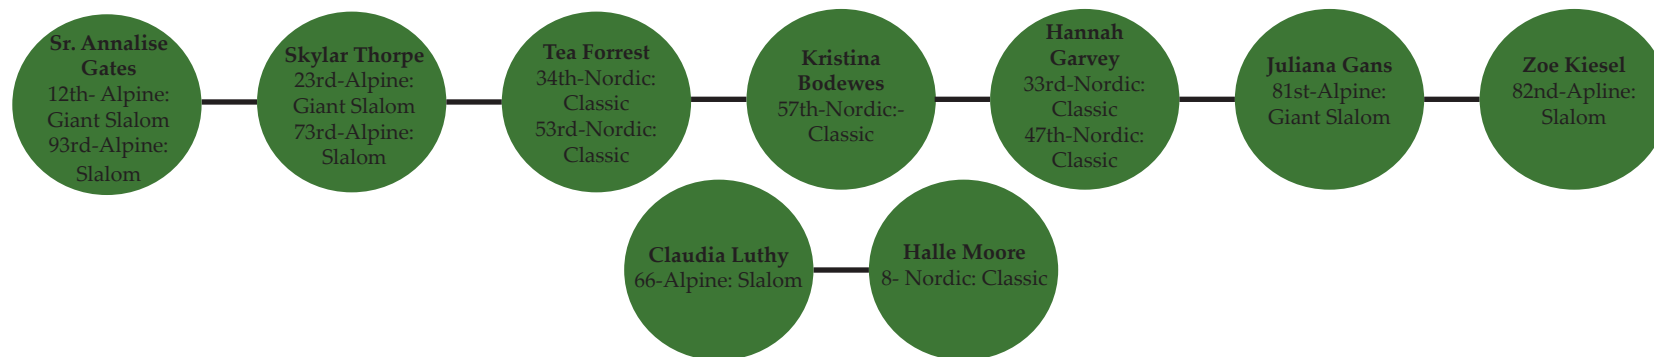 Sr. Annalise
Gates
12th- Alpine:
Giant Slalom
93rd-Alpine:
Slalom
Skylar Thorpe
23rd-Alpine:
Giant Slalom
73rd-Alpine:
Slalom
Tea Forrest
34th-Nordic:
Classic
53rd-Nordic:
Classic
Kristina
Bodewes
57th-Nordic:-
Classic
Hannah
Garvey
33rd-Nordic:
Classic
47th-Nordic:
Classic
Juliana Gans
81st-Alpine:
Giant Slalom
Zoe Kiesel
82nd-Apline:
Slalom
Claudia Luthy
66-Alpine: Slalom
Halle Moore
8- Nordic: Classic